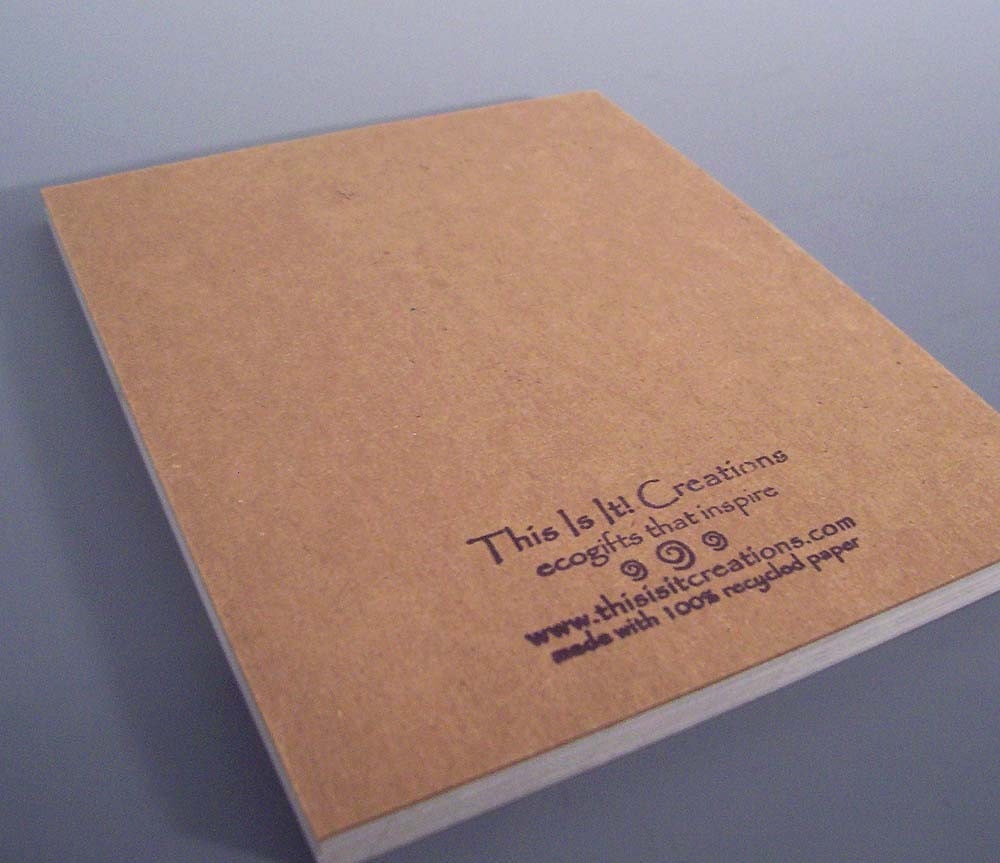 This Is It! Creations
ecogifts that inspire
www.thisisitcreations.com
made with 100% recycled paper